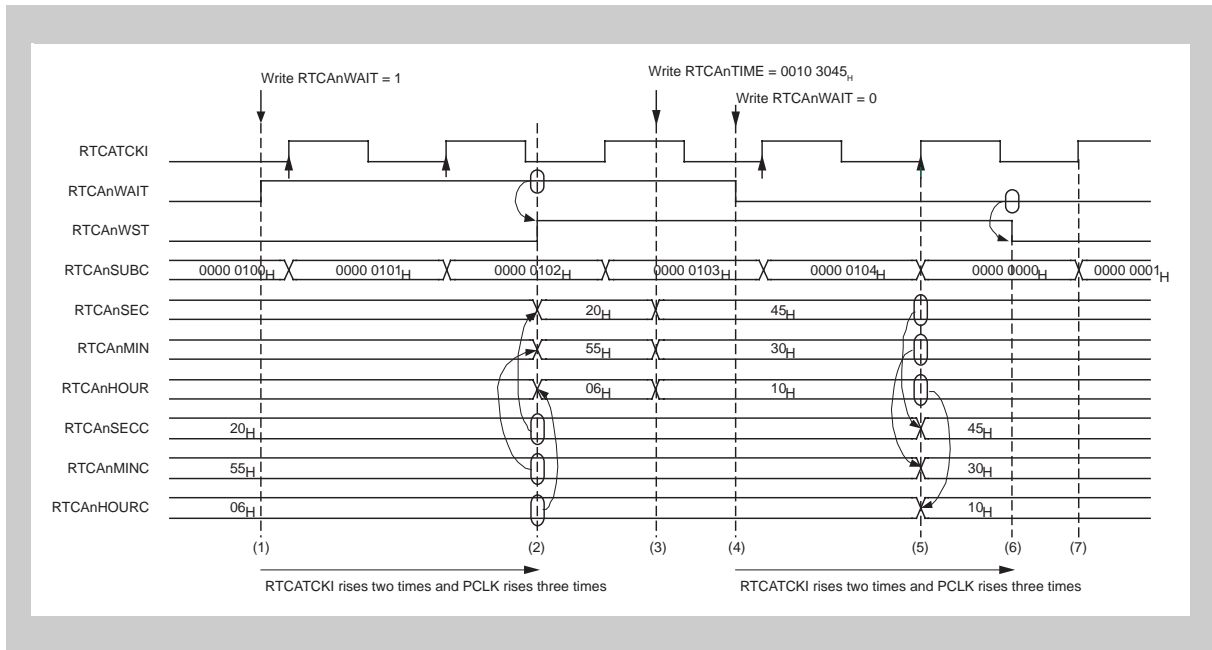 Write RTCAnWAIT = 1
Write RTCAnTIME = 0010 3045H
Write RTCAnWAIT = 0
RTCATCKI
RTCAnWAIT
RTCAnWST
RTCAnSUBC 0000 0100H 0000 0101H 0000 0102H 0000 0103H 0000 0104H 0000 0000H 0000 0001H
RTCAnSEC 20H 45H
RTCAnMIN 55H 30H
RTCAnHOUR 06H 10H
RTCAnSECC 20H 45H
RTCAnMINC 55H 30H
RTCAnHOURC 06H 10H
(1) (2) (3) (4) (5) (6) (7)
RTCATCKI rises two times and PCLK rises three times RTCATCKI rises two times and PCLK rises three times